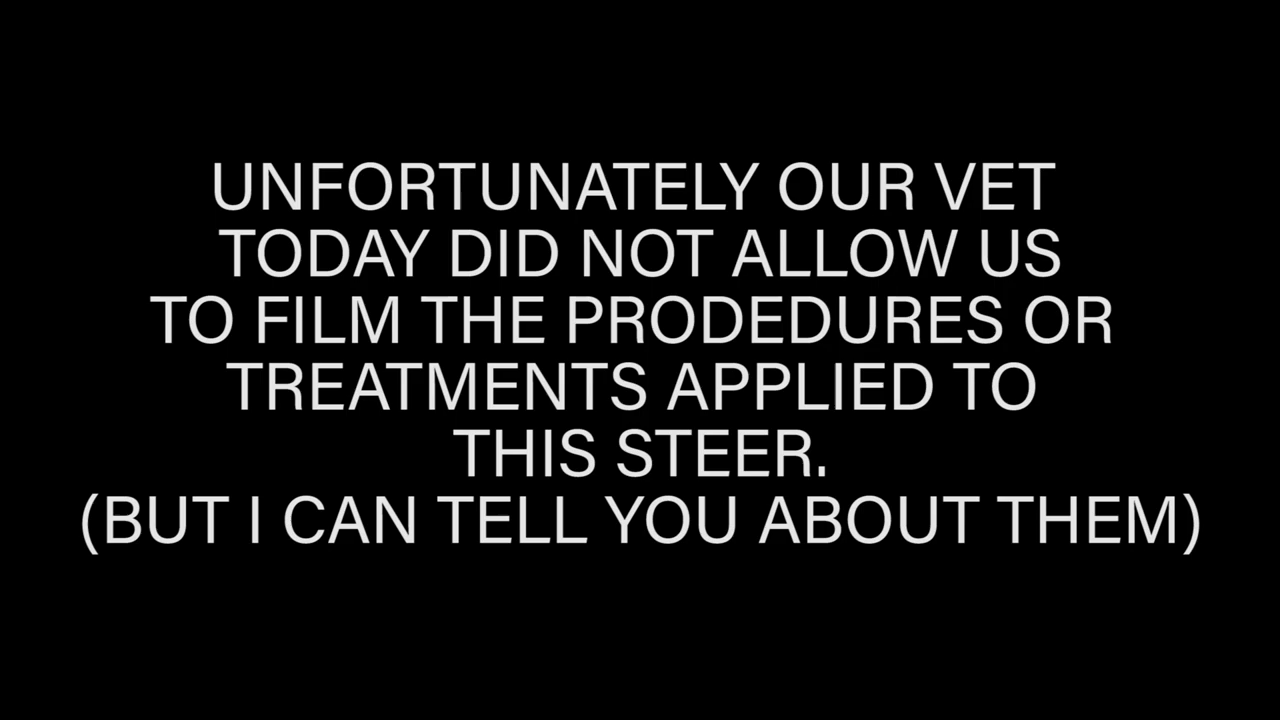 UNFORTUNATELY OUR VET
TODAY DID NOT ALLOW US
TO FILM THE PRODEDURES OR
TREATMENTS APPLIED TO
THIS STEER.
(BUT I CAN TELL YOU ABOUT THEM)